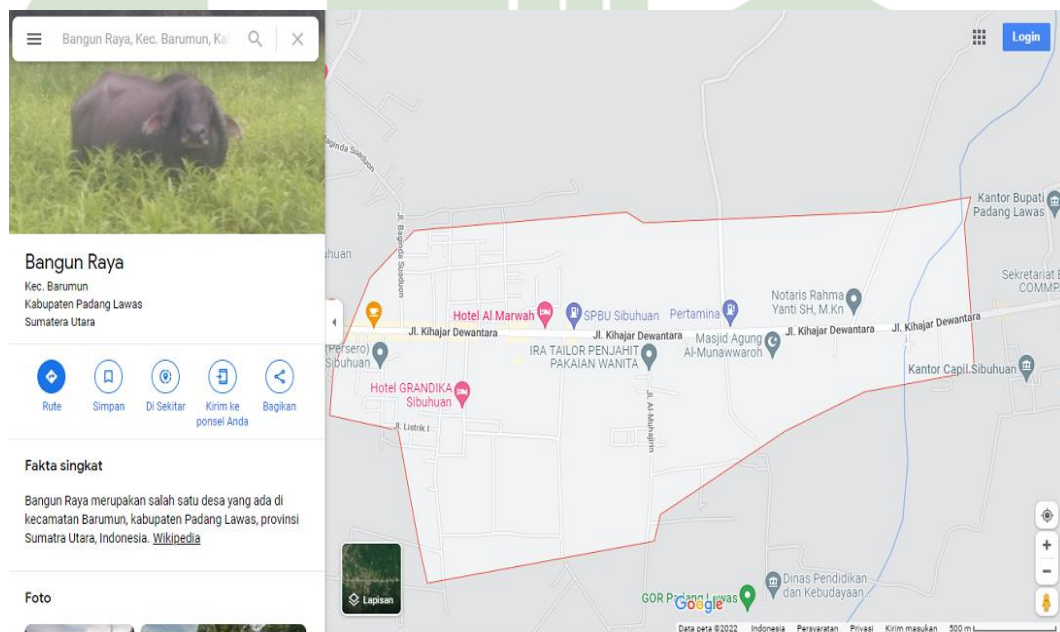 Bangun Raya, Kec. Barumun, Ka
Login
Bangun Raya
Kec. Barumun
Kabupaten Padang Lawas
Sumatera Utara
Rute
Simpan
Di Sekitar
Kirim ke
ponsel Anda
Bagikan
Fakta singkat
Bangun Raya merupakan salah satu desa yang ada di
kecamatan Barumun, kabupaten Padang Lawas, provinsi
Sumatra Utara, Indonesia. Wikipedia
Foto
Jl. Baginda Suaduon
Kantor Bupati
Padang Lawas
Sekretariat
COMMP
Notaris Rahma
Yanti SH, M.Kn
Hotel Al Marwah
SPBU Sibuhuan
Pertamina
Jl. Kihajar Dewantara
Jl. Kihajar Dewantara
Jl. Kihajar Dewantara
Jl. Kihajar Dewantara
(Persero)
Sibuhuan
IRA TAILOR PENJAHIT
PAKAIAN WANITA
Masjid Agung
Al-Munawwaroh
Kantor Capil Sibuhuan
Hotel GRANDIKA
Sibuhuan
Jl. Listrik I
Jl. Al-Muhajirin
Dinas Pendidikan
dan Kebudayaan
GOR Padang Lawas
Lapisan
Google
Data peta ©2022 Indonesia Persyaratan Privasi Kirim masukan 500 m